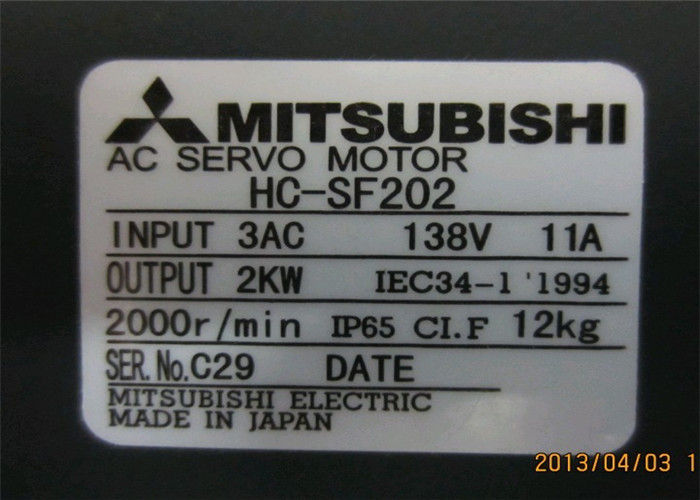 MITSUBISHI
AC SERVO MOTOR
HC-SF202
INPUT 3AC 138V 11A
OUTPUT 2KW IEC34-1 '1994
2000r/min IP65 CI.F 12kg
SER.No.C29 DATE
MITSUBISHI ELECTRIC
MADE IN JAPAN
2013/04/03 1